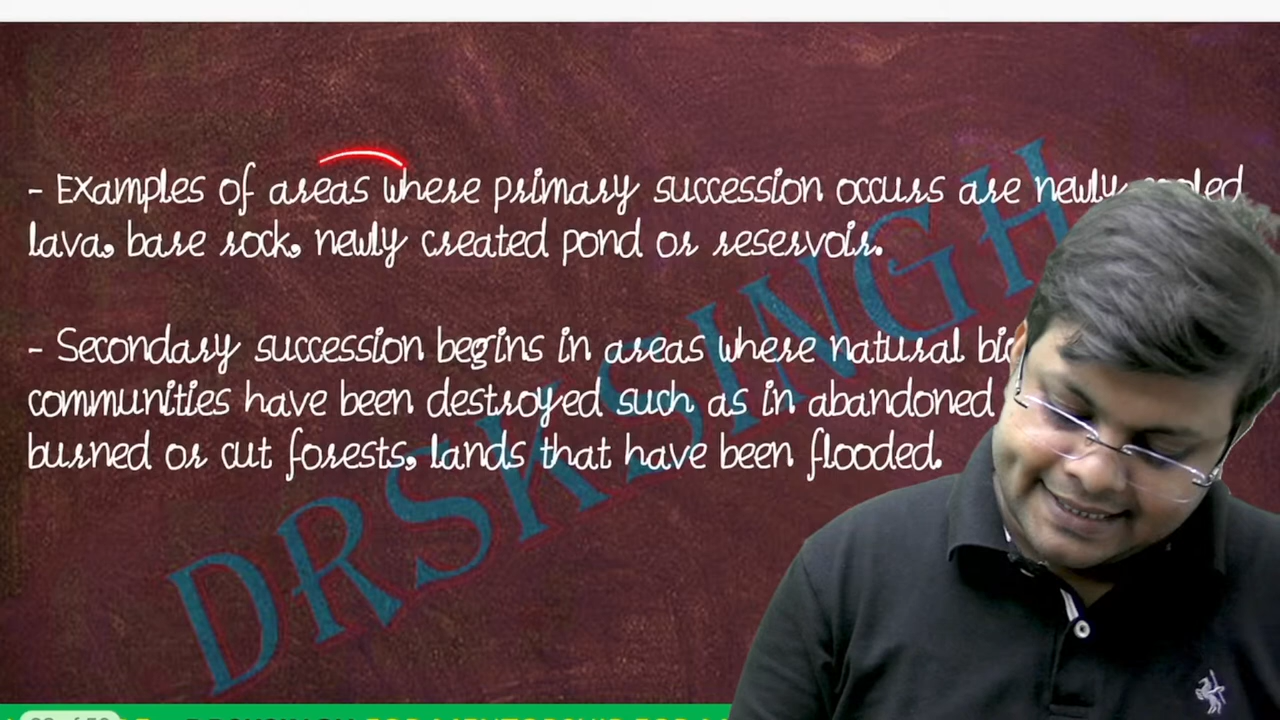 - Examples of areas where primary succession occurs are newly cooled
lava, bare rock, newly created pond or reservoir.
- Secondary succession begins in areas where natural
communities have been destroyed such as in abandoned
burned or cut forests, lands that have been flooded.
DRSKSINGH